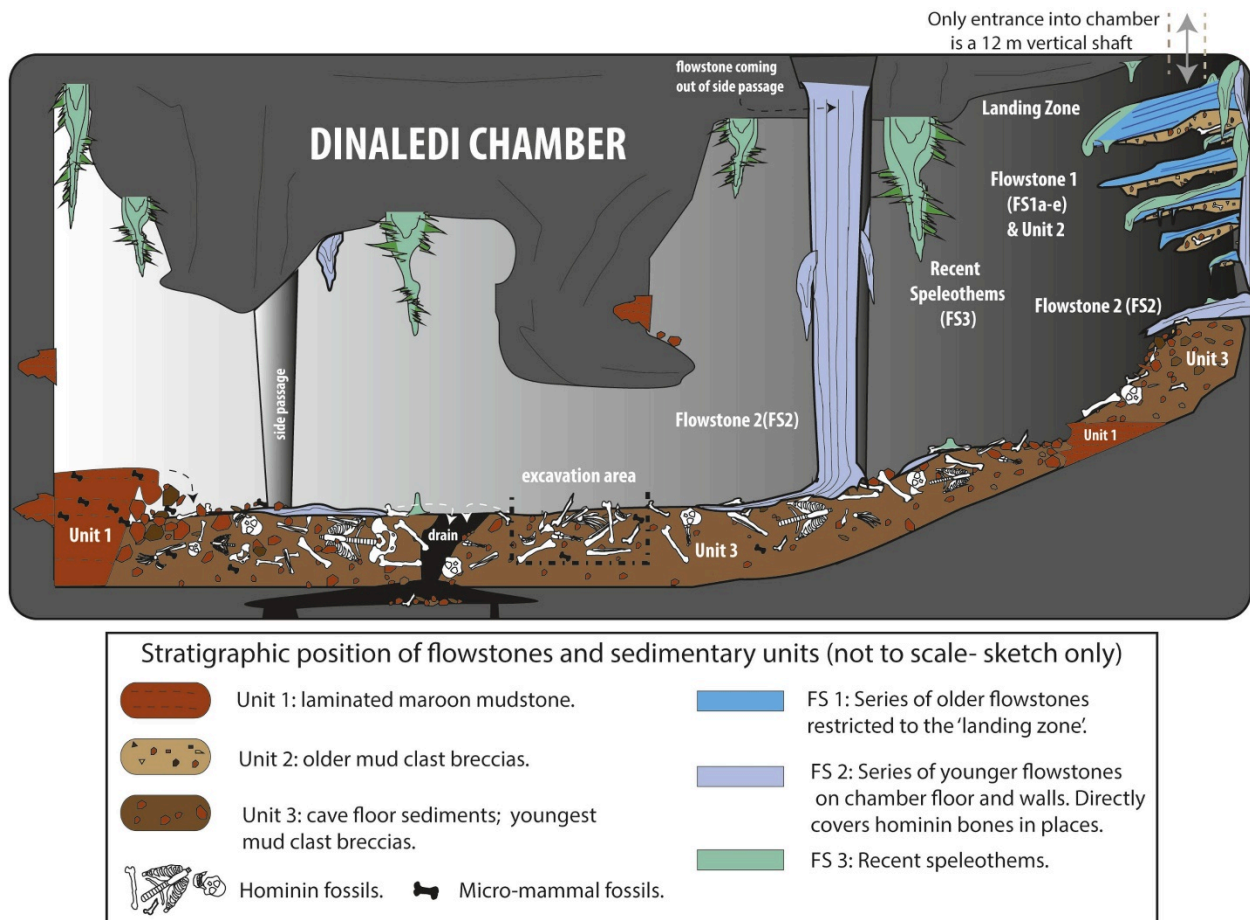 Only entrance into chamber
is a 12 m vertical shaft
flowstone coming
out of side passage
DINALEDI CHAMBER
Landing Zone
Flowstone 1
(FS1a-e)
& Unit 2
Recent
Speleothems
(FS3)
Flowstone 2 (FS2)
Unit 3
side passage
Flowstone 2(FS2)
Unit 1
excavation area
Unit 1
drain
Unit 3
Stratigraphic position of flowstones and sedimentary units (not to scale- sketch only)
Unit 1: laminated maroon mudstone.
Unit 2: older mud clast breccias.
Unit 3: cave floor sediments; youngest
mud clast breccias.
Hominin fossils.
Micro-mammal fossils.
FS 1: Series of older flowstones
restricted to the 'landing zone'.
FS 2: Series of younger flowstones
on chamber floor and walls. Directly
covers hominin bones in places.
FS 3: Recent speleothems.